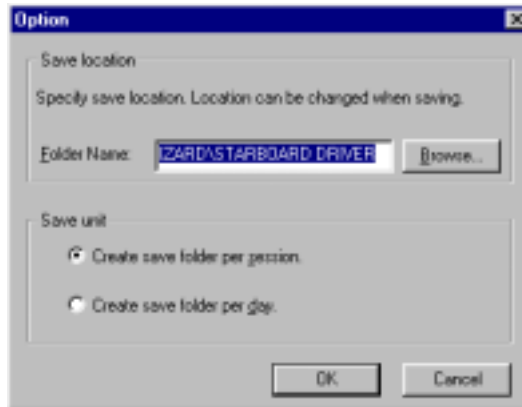 Option
Save location
Specify save location. Location can be changed when saving.
Folder Name: IZARD\STARBOARD DRIVER Browse...
Save unit
Create save folder per session.
Create save folder per day.
OK Cancel